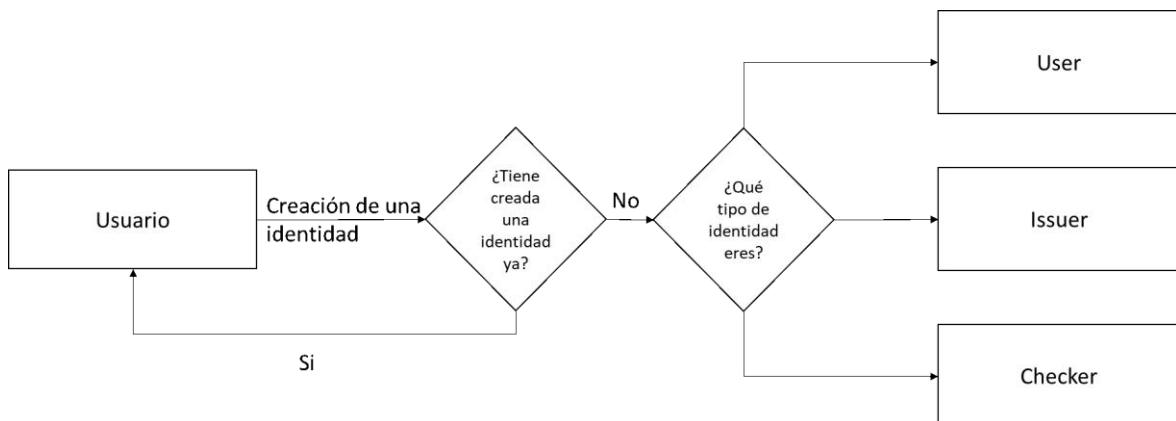 Usuario
Creación de una
identidad
¿Tiene
creada
una
identidad
ya?
Si
No
¿Qué
tipo de
identidad
eres?
User
Issuer
Checker